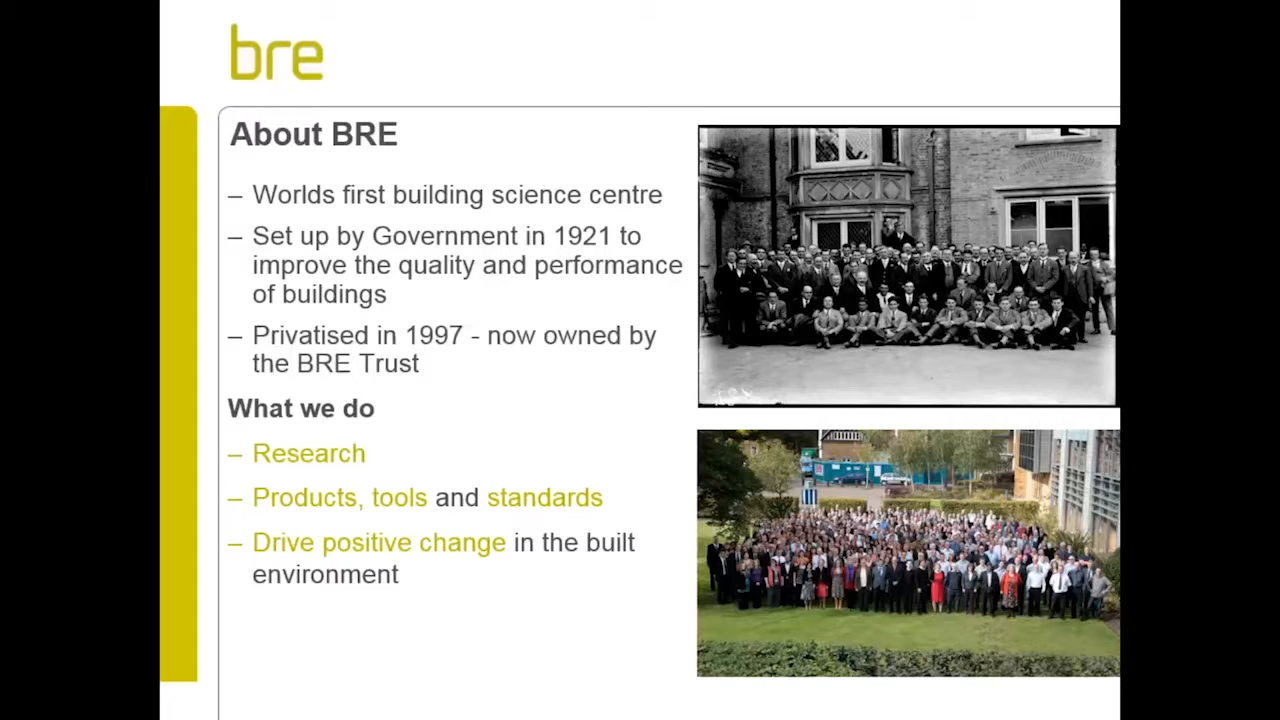 bre
About BRE
– Worlds first building science centre
– Set up by Government in 1921 to
improve the quality and performance
of buildings
– Privatised in 1997 - now owned by
the BRE Trust
What we do
– Research
– Products, tools and standards
– Drive positive change in the built
environment